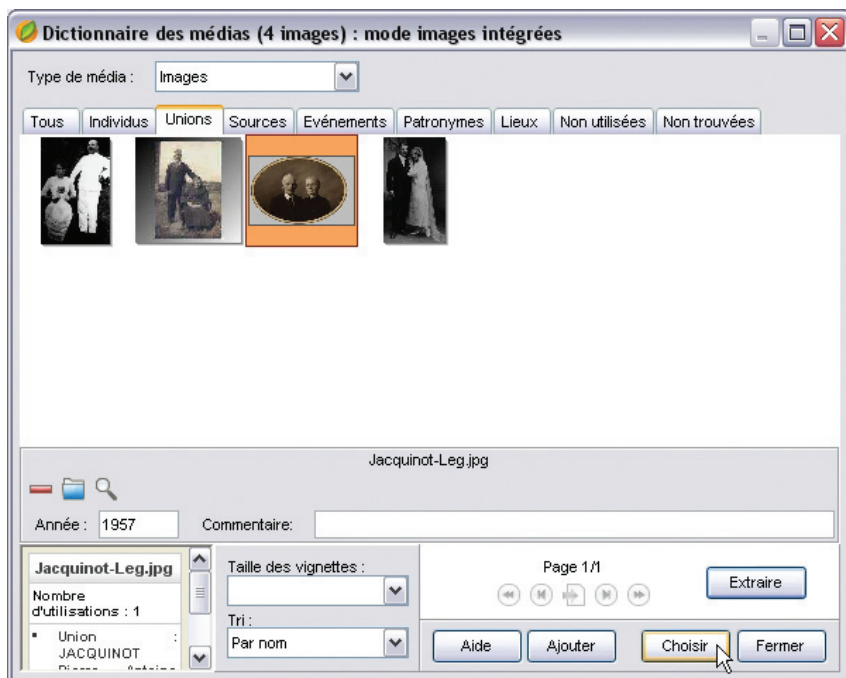 Dictionnaire des médias (4 images) : mode images intégrées
Type de média : Images
Tous Individus Unions Sources Evénements Patronymes Lieux Non utilisées Non trouvées
Jacquinot-Leg.jpg
Année : 1957 Commentaire:
Jacquinot-Leg.jpg
Nombre
d'utilisations : 1
Union :
JACQUINOT
Pierre Antoine
Taille des vignettes :
Tri :
Par nom
Page 1/1
Extraire
Aide Ajouter Choisir Fermer